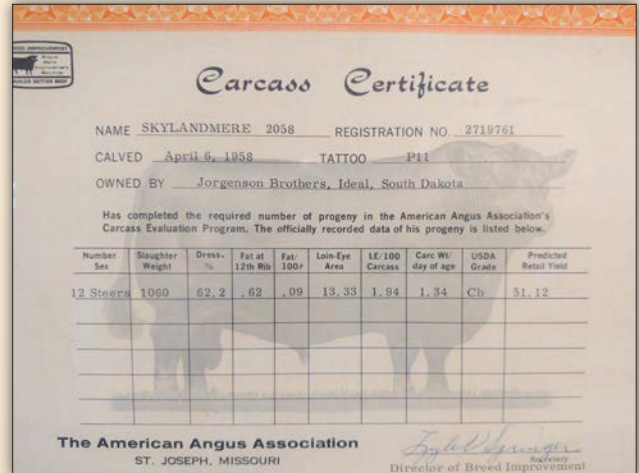 BREED IMPROVEMENT
BUILDS BETTER BEEF
Carcass Certificate
NAME SKYLANDMERE 2058 REGISTRATION NO. 2719761
CALVED April 6, 1958 TATTOO P11
OWNED BY Jorgenson Brothers, Ideal, South Dakota
Has completed the required number of progeny in the American Angus Association's
Carcass Evaluation Program. The officially recorded data of his progeny is listed below.
Number Sex Slaughter Weight Dress. % Fat at 12th Rib Fat/ 100# Loin-Eye Area LE/100 Carcass Carc Wt/ day of age USDA Grade Predicted Retail Yield
12 Steers 1060 62.2 .62 .09 13.33 1.94 1.34 Ch 51.12
The American Angus Association
ST. JOSEPH, MISSOURI
Secretary
Director of Breed Improvement